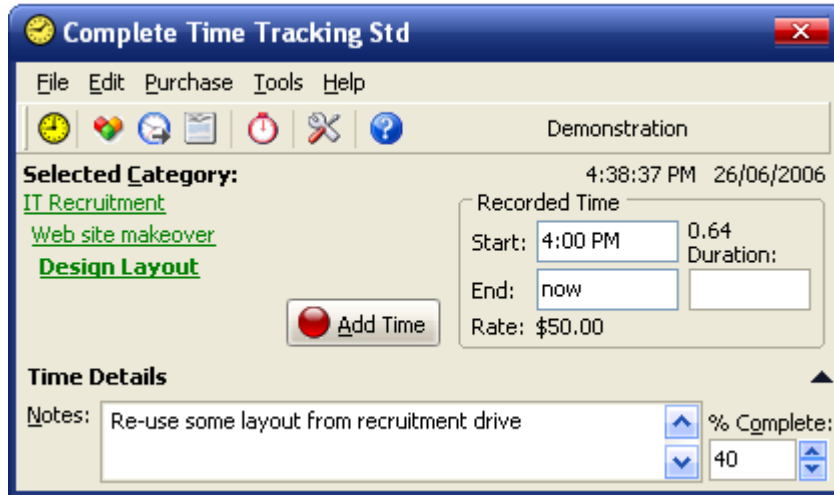 Complete Time Tracking Std
File Edit Purchase Tools Help
Demonstration
Selected Category:
4:38:37 PM 26/06/2006
IT Recruitment
Web site makeover
Design Layout
Recorded Time
Start: 4:00 PM
0.64
Duration:
End: now
Rate: $50.00
Add Time
Time Details
Notes: Re-use some layout from recruitment drive
% Complete:
40